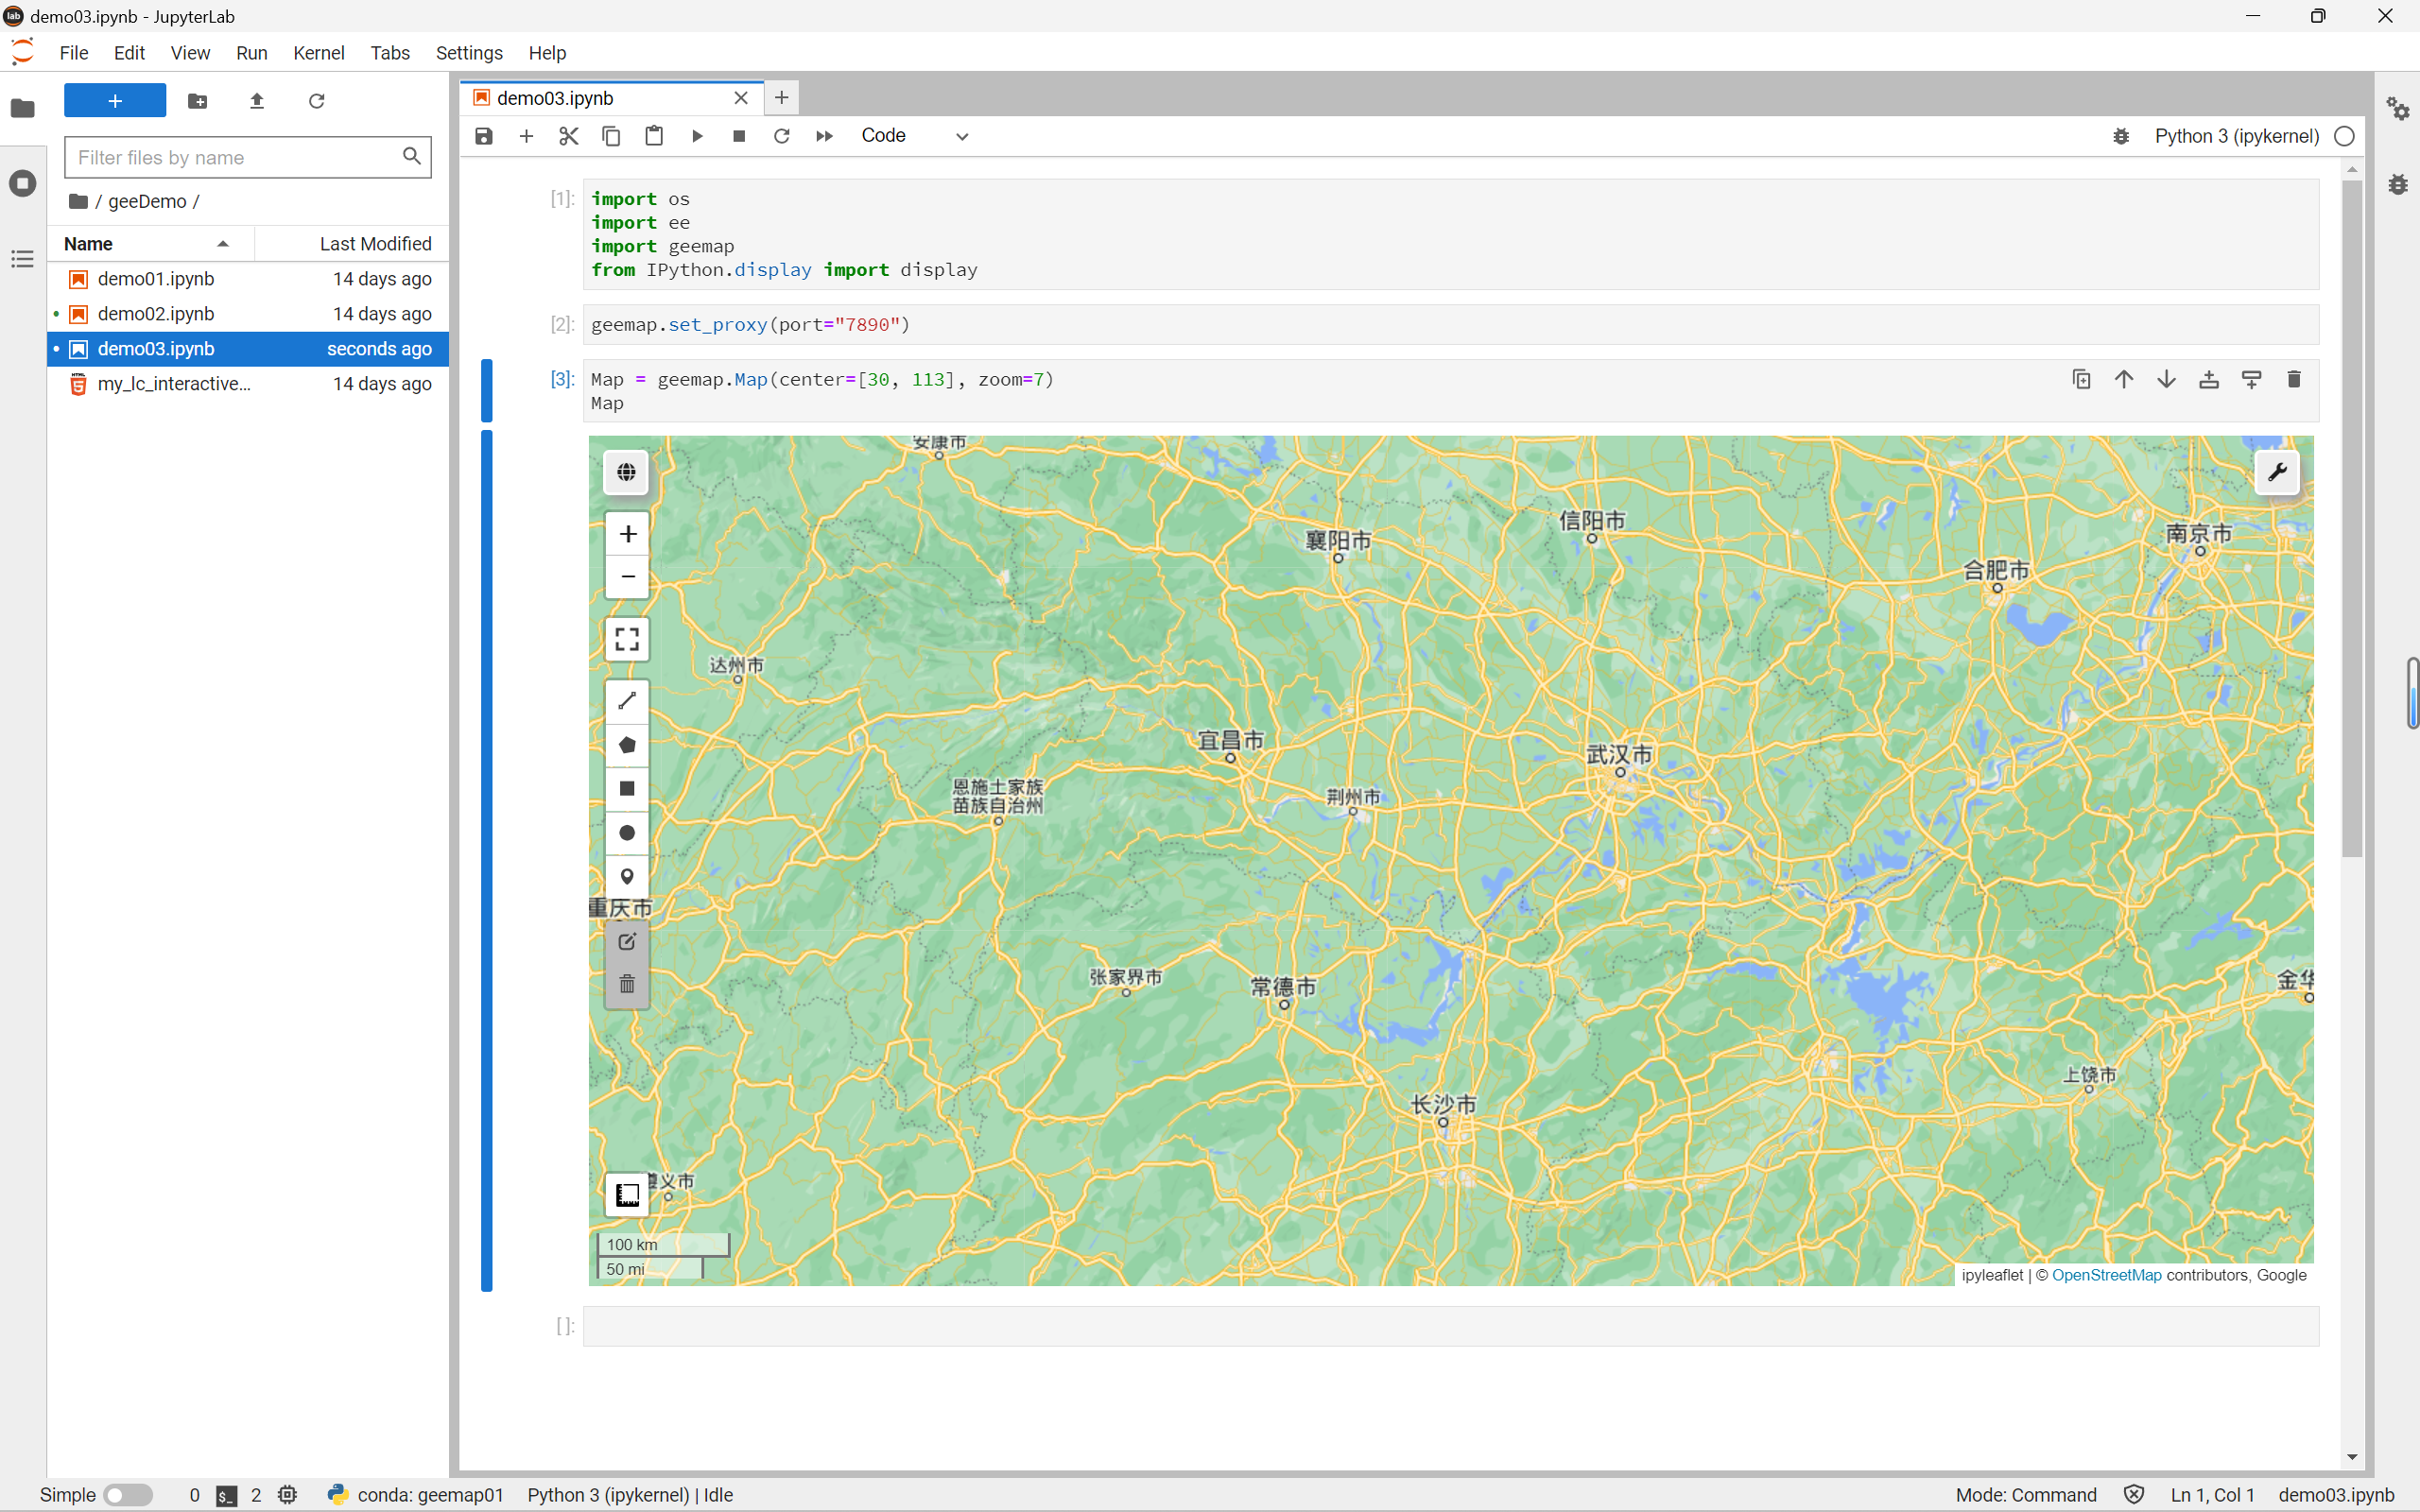 demo03.ipynb - JupyterLab
File Edit View Run Kernel Tabs Settings Help
Filter files by name
/ geeDemo /
Name Last Modified
demo01.ipynb 14 days ago
demo02.ipynb 14 days ago
demo03.ipynb seconds ago
my_lc_interactive... 14 days ago
demo03.ipynb
Code
Python 3 (ipykernel)
[1]:
import os
import ee
import geemap
from IPython.display import display
[2]:
geemap.set_proxy(port="7890")
[3]:
Map = geemap.Map(center=[30, 113], zoom=7)
Map
安康市
襄阳市
信阳市
南京市
合肥市
达州市
宜昌市
武汉市
恩施土家族
苗族自治州
荆州市
重庆市
张家界市
常德市
金华
上饶市
长沙市
遵义市
100 km
50 mi
ipyleaflet | © OpenStreetMap contributors, Google
[ ]:
Simple 0 $_ 2 conda: geemap01 Python 3 (ipykernel) | Idle Mode: Command Ln 1, Col 1 demo03.ipynb